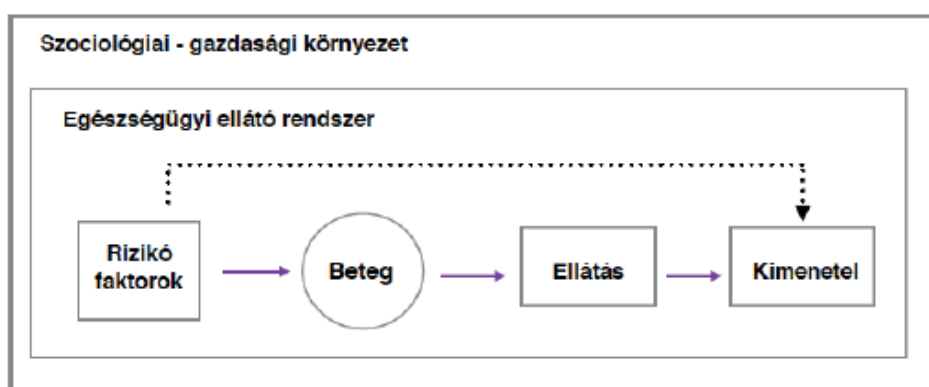 Szociológiai - gazdasági környezet
Egészségügyi ellátó rendszer
Rizikó
faktorok
Beteg
Ellátás
Kimenetel